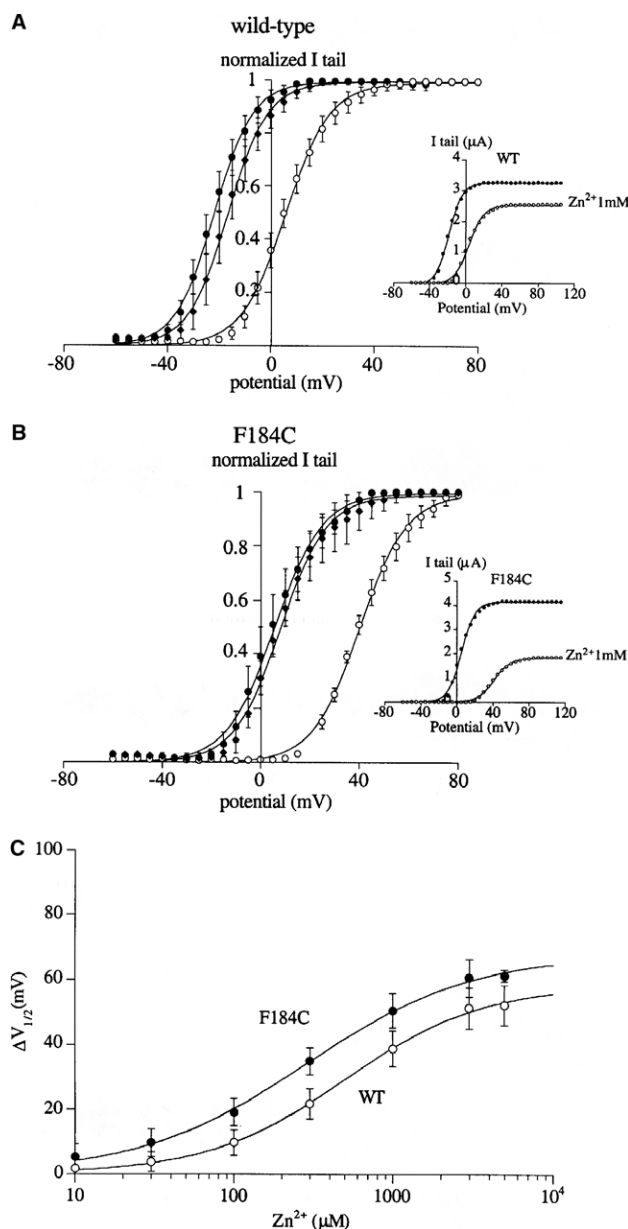 A
wild-type
normalized I tail
1
0.8
0.6
0.4
0.2
-80
-40
0
40
80
potential (mV)
I tail (μA)
WT
4
3
2
1
0
Zn²⁺1mM
-80
-40
0
40
80
120
Potential (mV)
B
F184C
normalized I tail
1
0.8
0.6
0.4
-80
-40
0
40
80
potential (mV)
I tail (μA)
F184C
5
4
3
2
1
0
Zn²⁺1mM
-80
-40
0
40
80
120
Potential (mV)
C
100
80
60
40
20
0
ΔV1/2 (mV)
F184C
WT
10
100
1000
10⁴
Zn²⁺ (μM)